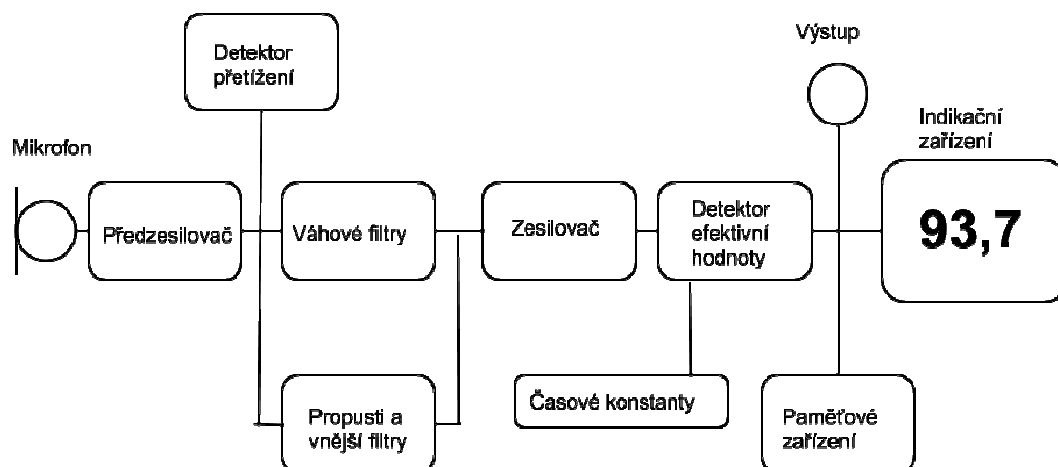 Detektor
přetížení
Výstup
Indikační
zařízení
Mikrofon
Předzesilovač
Váhové filtry
Zesilovač
Detektor
efektivní
hodnoty
93,7
Propusti a
vnější filtry
Časové konstanty
Paměťové
zařízení